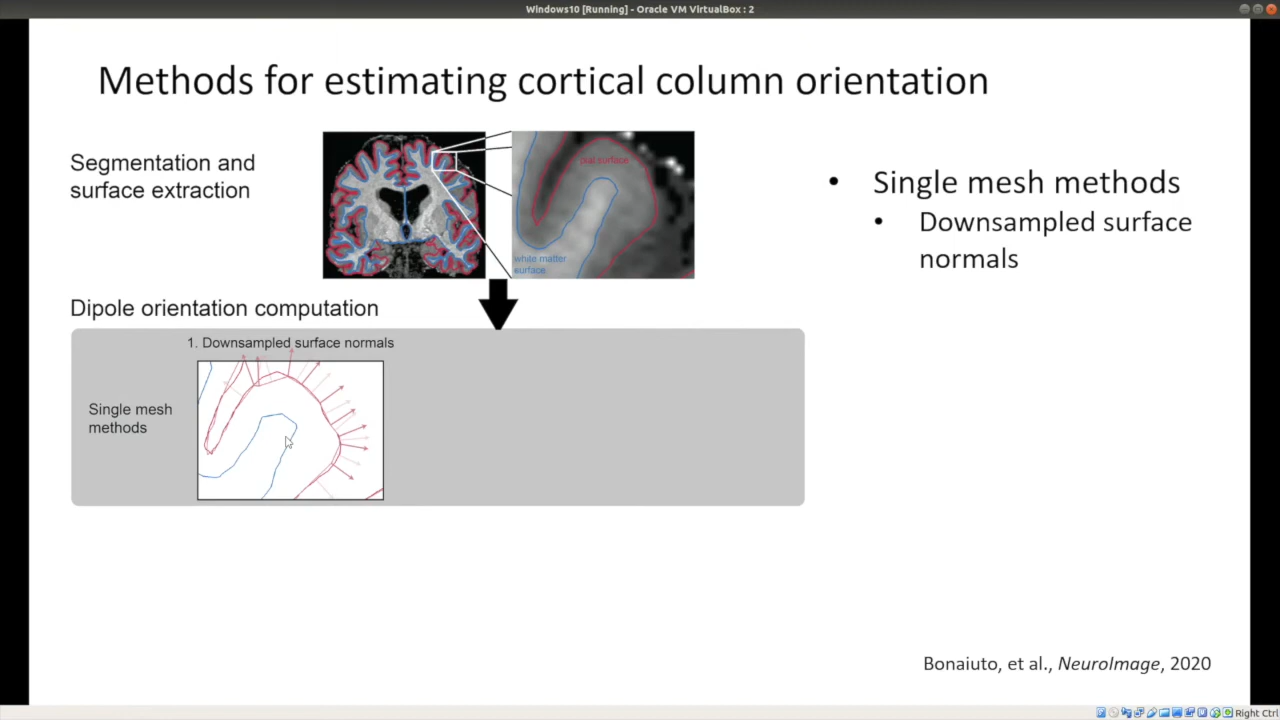 Windows10 [Running] - Oracle VM VirtualBox : 2
Methods for estimating cortical column orientation
Segmentation and
surface extraction
pial surface
white matter
surface
Dipole orientation computation
1. Downsampled surface normals
Single mesh
methods
• Single mesh methods
• Downsampled surface
normals
Bonaiuto, et al., NeuroImage, 2020
Right Ctrl